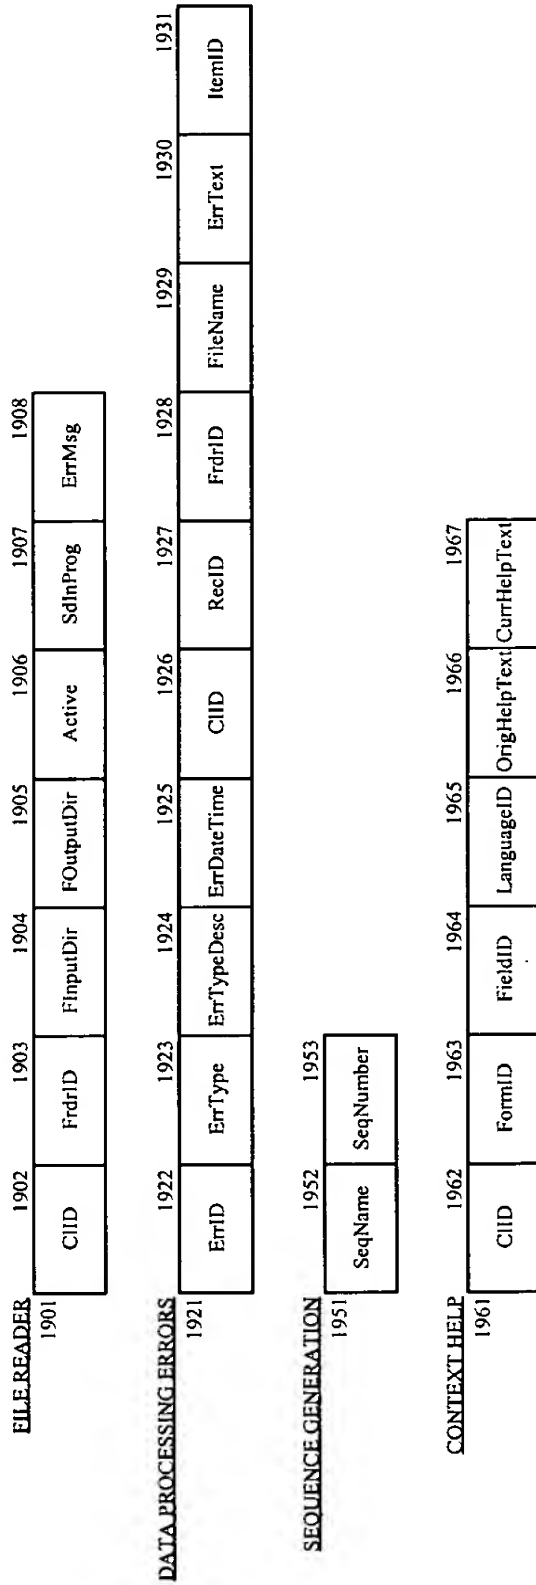 FILE READER
1901
1902 1903 1904 1905 1906 1907 1908
ClID FrdrID FInputDir FOutputDir Active SdInProg ErrMsg
DATA PROCESSING ERRORS
1921
1922 1923 1924 1925 1926 1927 1928 1929 1930 1931
ErrID ErrType ErrTypeDesc ErrDateTime ClID RecID FrdrID FileName ErrText ItemID
SEQUENCE GENERATION
1951
1952 1953
SeqName SeqNumber
CONTEXT HELP
1961
1962 1963 1964 1965 1966 1967
ClID FormID FieldID LanguageID OrigHelpText CurrHelpText